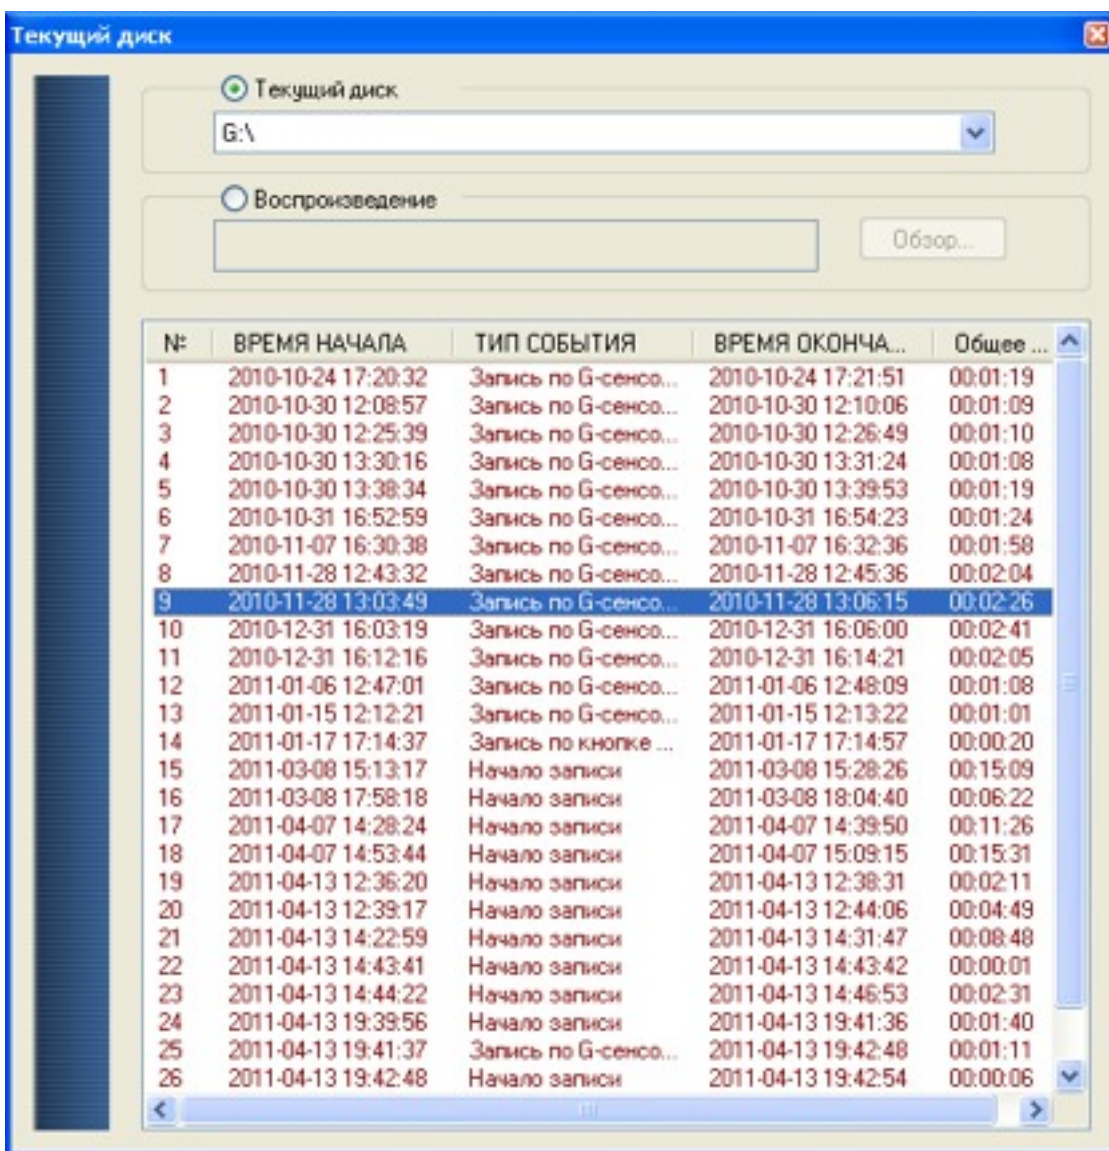 Текущий диск
Текущий диск
G:\
Воспроизведение
Обзор...
№ ВРЕМЯ НАЧАЛА ТИП СОБЫТИЯ ВРЕМЯ ОКОНЧА... Общее ...
1 2010-10-24 17:20:32 Запись по G-сенсо... 2010-10-24 17:21:51 00:01:19
2 2010-10-30 12:08:57 Запись по G-сенсо... 2010-10-30 12:10:06 00:01:09
3 2010-10-30 12:25:39 Запись по G-сенсо... 2010-10-30 12:26:49 00:01:10
4 2010-10-30 13:30:16 Запись по G-сенсо... 2010-10-30 13:31:24 00:01:08
5 2010-10-30 13:38:34 Запись по G-сенсо... 2010-10-30 13:39:53 00:01:19
6 2010-10-31 16:52:59 Запись по G-сенсо... 2010-10-31 16:54:23 00:01:24
7 2010-11-07 16:30:38 Запись по G-сенсо... 2010-11-07 16:32:36 00:01:58
8 2010-11-28 12:43:32 Запись по G-сенсо... 2010-11-28 12:45:36 00:02:04
9 2010-11-28 13:03:49 Запись по G-сенсо... 2010-11-28 13:06:15 00:02:26
10 2010-12-31 16:03:19 Запись по G-сенсо... 2010-12-31 16:06:00 00:02:41
11 2010-12-31 16:12:16 Запись по G-сенсо... 2010-12-31 16:14:21 00:02:05
12 2011-01-06 12:47:01 Запись по G-сенсо... 2011-01-06 12:48:09 00:01:08
13 2011-01-15 12:12:21 Запись по G-сенсо... 2011-01-15 12:13:22 00:01:01
14 2011-01-17 17:14:37 Запись по кнопке ... 2011-01-17 17:14:57 00:00:20
15 2011-03-08 15:13:17 Начало записи 2011-03-08 15:28:26 00:15:09
16 2011-03-08 17:58:18 Начало записи 2011-03-08 18:04:40 00:06:22
17 2011-04-07 14:28:24 Начало записи 2011-04-07 14:39:50 00:11:26
18 2011-04-07 14:53:44 Начало записи 2011-04-07 15:09:15 00:15:31
19 2011-04-13 12:36:20 Начало записи 2011-04-13 12:38:31 00:02:11
20 2011-04-13 12:39:17 Начало записи 2011-04-13 12:44:06 00:04:49
21 2011-04-13 14:22:59 Начало записи 2011-04-13 14:31:47 00:08:48
22 2011-04-13 14:43:41 Начало записи 2011-04-13 14:43:42 00:00:01
23 2011-04-13 14:44:22 Начало записи 2011-04-13 14:46:53 00:02:31
24 2011-04-13 19:39:56 Начало записи 2011-04-13 19:41:36 00:01:40
25 2011-04-13 19:41:37 Запись по G-сенсо... 2011-04-13 19:42:48 00:01:11
26 2011-04-13 19:42:48 Начало записи 2011-04-13 19:42:54 00:00:06